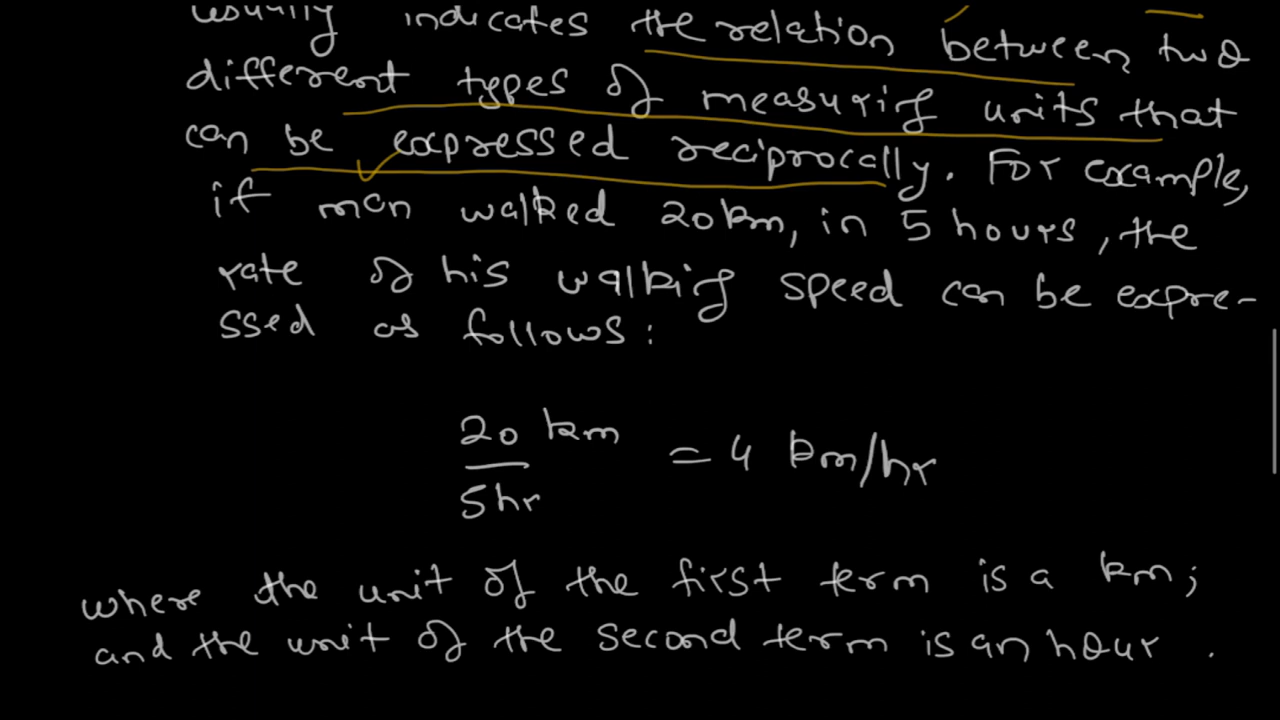 usually indicates the relation between two
different types of measurig units that
can be expressed reciprocally. For example,
if man walked 20km, in 5 hours, the
rate of his walkig speed can be expre-
ssed as follows:
20 km
5hr
= 4 km/hr
where the unit of the first term is a km;
and the unit of the second term is an hour.